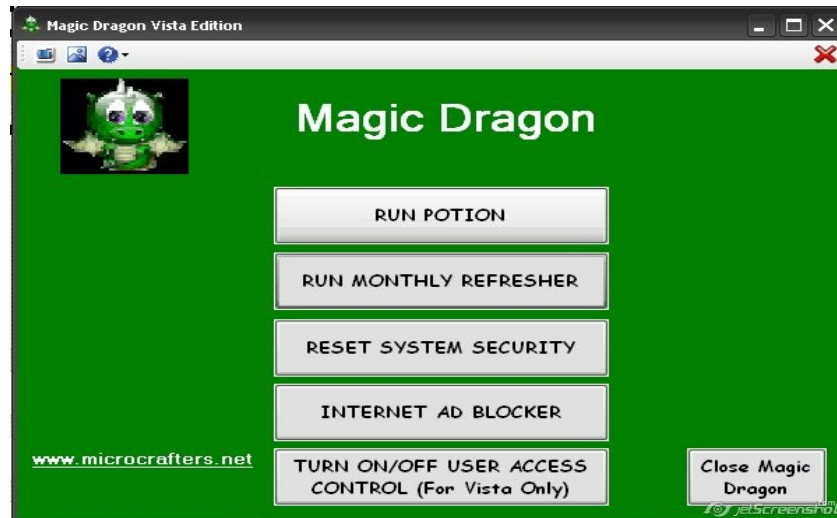 Magic Dragon Vista Edition
Magic Dragon
RUN POTION
RUN MONTHLY REFRESHER
RESET SYSTEM SECURITY
INTERNET AD BLOCKER
www.microcrafters.net
TURN ON/OFF USER ACCESS
CONTROL (For Vista Only)
Close Magic
Dragon
jetScreenshot